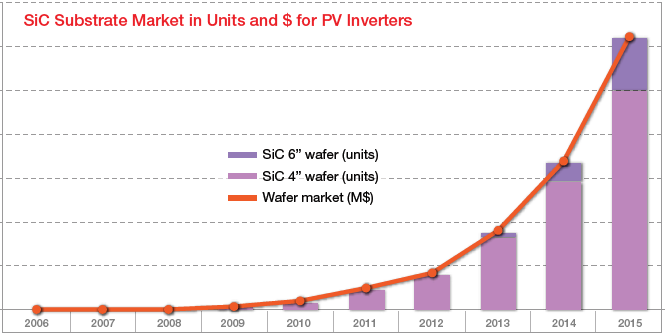 SiC Substrate Market in Units and $ for PV Inverters
SiC 6” wafer (units)
SiC 4” wafer (units)
Wafer market (M$)
2006 2007 2008 2009 2010 2011 2012 2013 2014 2015